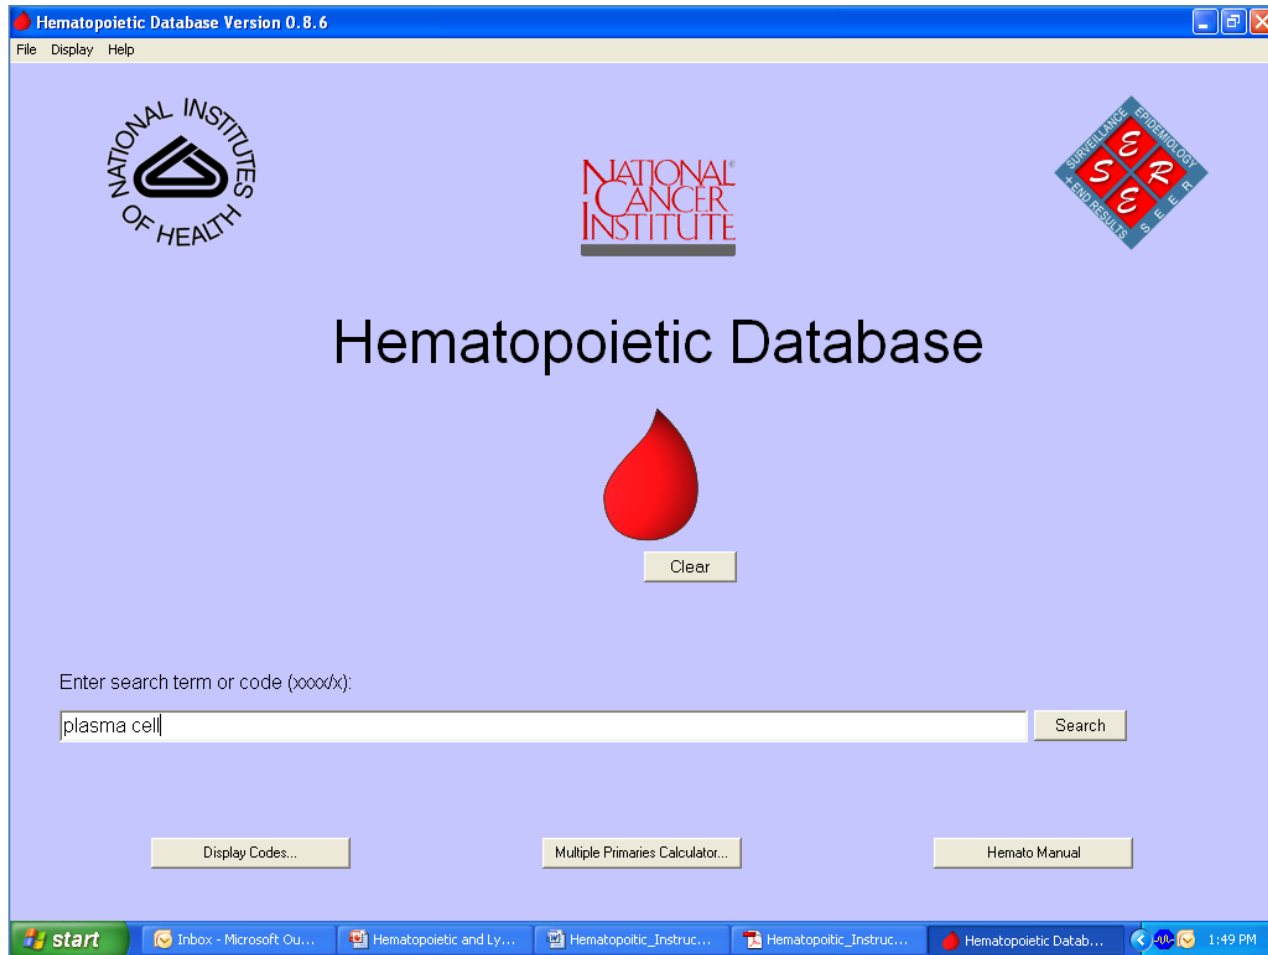 Hematopoietic Database Version 0.8.6
File Display Help
NATIONAL INSTITUTES OF HEALTH
NATIONAL
CANCER
INSTITUTE
SURVEILLANCE EPIDEMIOLOGY + END RESULTS SEER
S E E R
Hematopoietic Database
Clear
Enter search term or code (xxxx/x):
plasma cell
Search
Display Codes...
Multiple Primaries Calculator...
Hemato Manual
start
Inbox - Microsoft Ou...
Hematopoietic and Ly...
Hematopoitic_Instruc...
Hematopoitic_Instruc...
Hematopoietic Datab...
1:49 PM